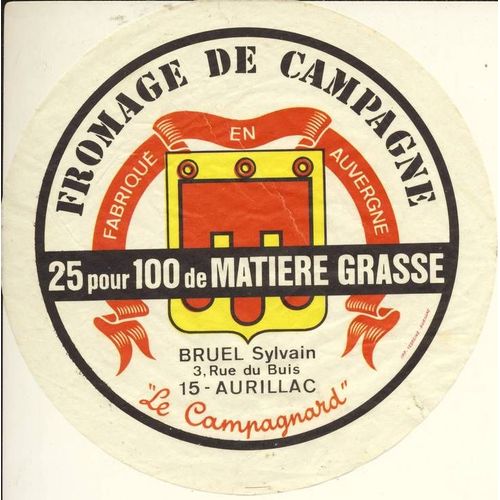 FROMAGE DE CAMPAGNE
FABRIQUÉ EN AUVERGNE
25 pour 100 de MATIERE GRASSE
BRUEL Sylvain
3, Rue du Buis
15 - AURILLAC
"Le Campagnard"